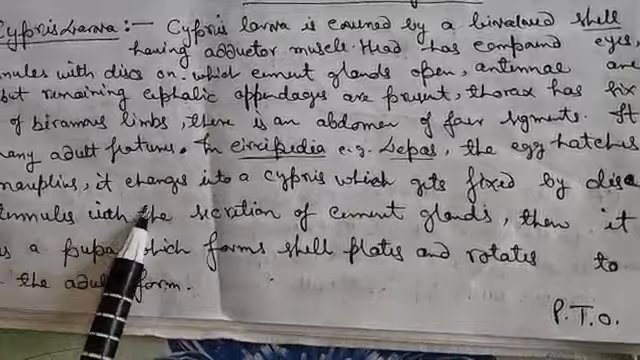 Cypris Larva :- Cypris larva is covered by a bivalved shell
having adductor muscle. Head has compound eyes,
nules with discs on which cement glands open, antennae are
but remaining cephalic appendages are present, thorax has six
of biramous limbs, there is an abdomen of four segments. It
any adult features. In cirripedia e.g. Lepas, the egg hatches
nauplius, it changes into a cypris which gets fixed by disc
tennules with the secretion of cement glands, then it
s a pupa which forms shell plates and rotates to
the adult form.
P.T.O.